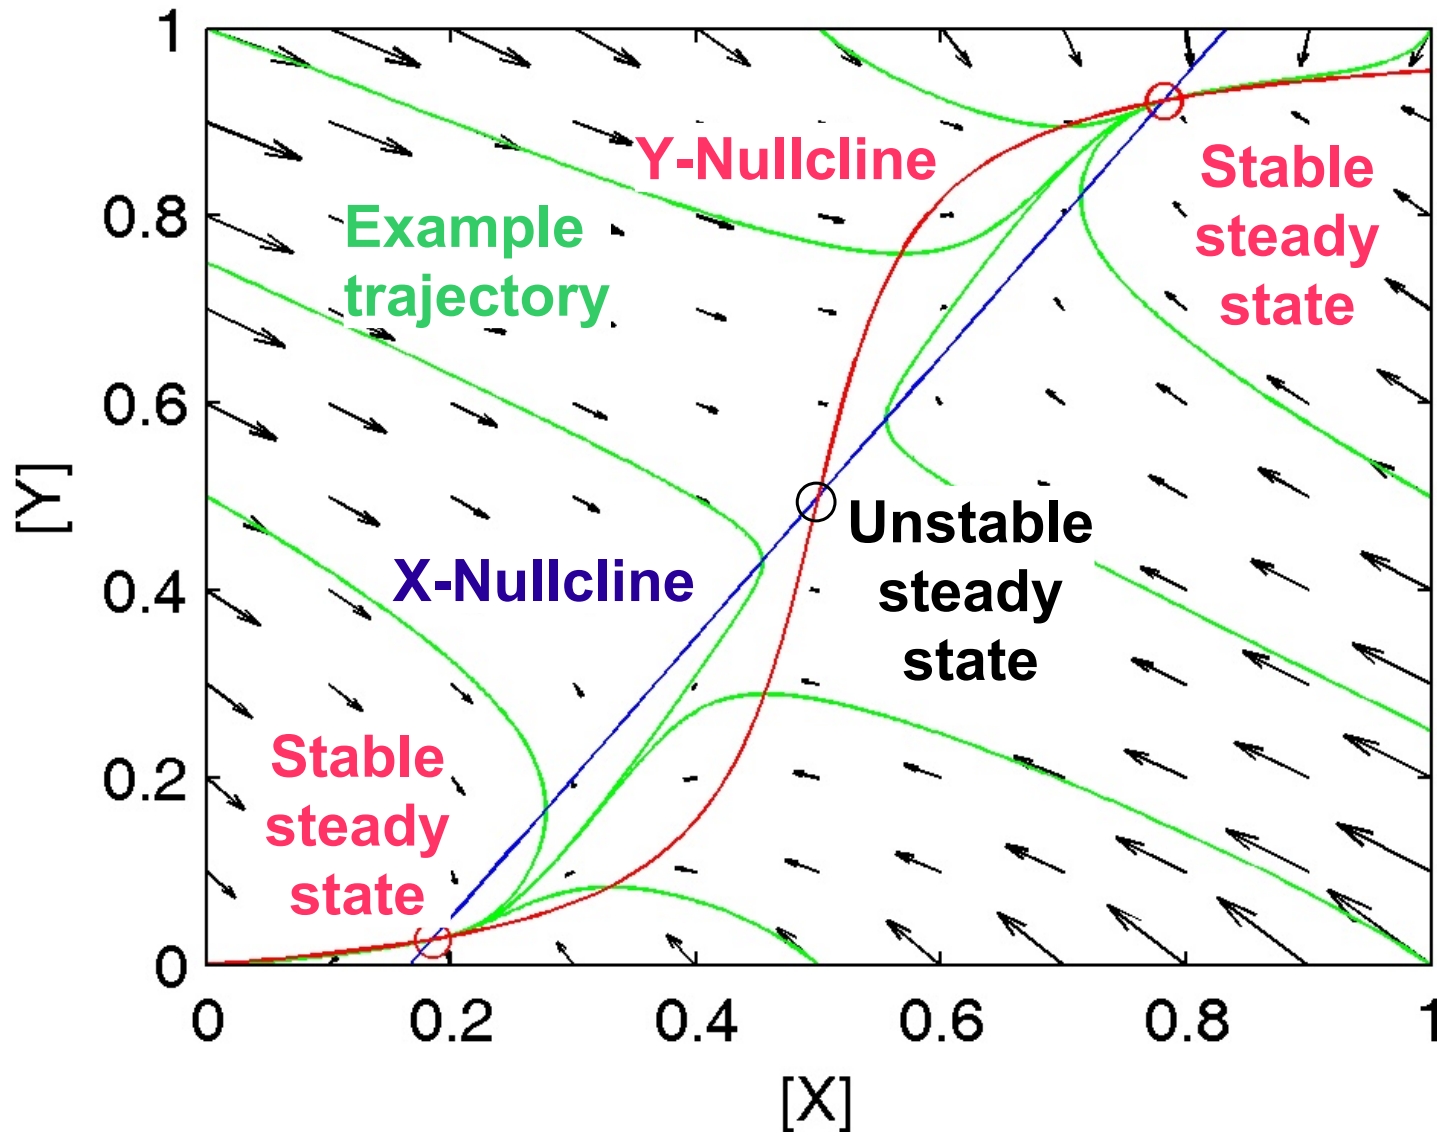 1
0.8
0.6
0.4
0.2
0
[Y]
Y-Nullcline
Stable
steady
state
Example
trajectory
X-Nullcline
Unstable
steady
state
Stable
steady
state
0 0.2 0.4 0.6 0.8 1
[X]